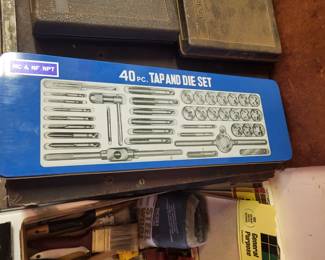 NC & NF NPT
40 PC. TAP AND DIE SET
General
Purpose